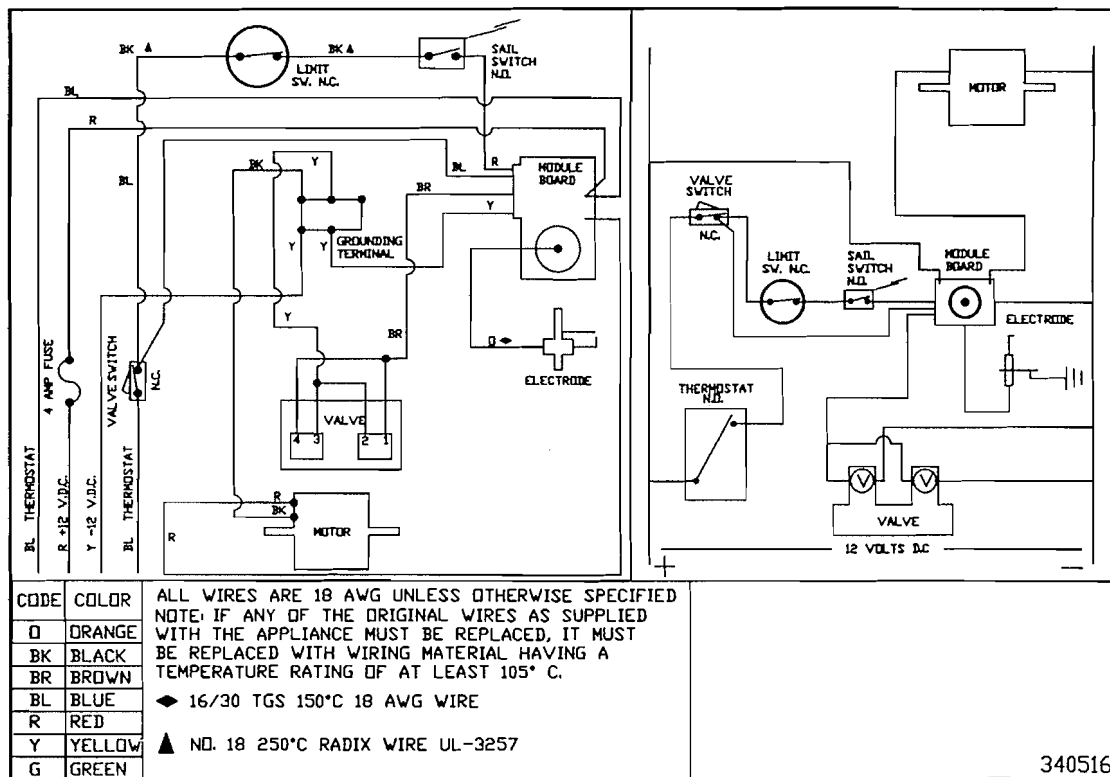 BK ▲
BK ▲
LIMIT
SW. N.C.
SAIL
SWITCH
N.O.
BL
R
BL
BK
Y
R
BL
BR
Y
MODULE
BOARD
Y
Y
GROUNDING
TERMINAL
Y
BR
O ◆
ELECTRODE
4 AMP FUSE
VALVE SWITCH
N.C.
VALVE
4 3 2 1
BL THERMOSTAT
R +12 V.D.C.
Y -12 V.D.C.
BL THERMOSTAT
R
R
BK
MOTOR
MOTOR
VALVE
SWITCH
N.C.
LIMIT
SW. N.C.
SAIL
SWITCH
N.O.
MODULE
BOARD
ELECTRODE
THERMOSTAT
N.O.
V V
VALVE
12 VOLTS D.C
+ −
CODE COLOR
O ORANGE
BK BLACK
BR BROWN
BL BLUE
R RED
Y YELLOW
G GREEN
ALL WIRES ARE 18 AWG UNLESS OTHERWISE SPECIFIED
NOTE: IF ANY OF THE ORIGINAL WIRES AS SUPPLIED
WITH THE APPLIANCE MUST BE REPLACED, IT MUST
BE REPLACED WITH WIRING MATERIAL HAVING A
TEMPERATURE RATING OF AT LEAST 105° C.
◆ 16/30 TGS 150°C 18 AWG WIRE
▲ NO. 18 250°C RADIX WIRE UL-3257
340516